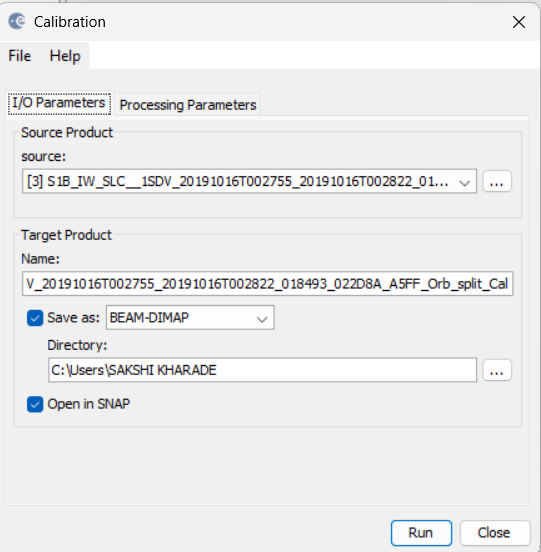 Calibration
File Help
I/O Parameters Processing Parameters
Source Product
source:
[3] S1B_IW_SLC__1SDV_20191016T002755_20191016T002822_01... ...
Target Product
Name:
V_20191016T002755_20191016T002822_018493_022D8A_A5FF_Orb_split_Cal
Save as: BEAM-DIMAP
Directory:
C:\Users\SAKSHI KHARADE ...
Open in SNAP
Run Close